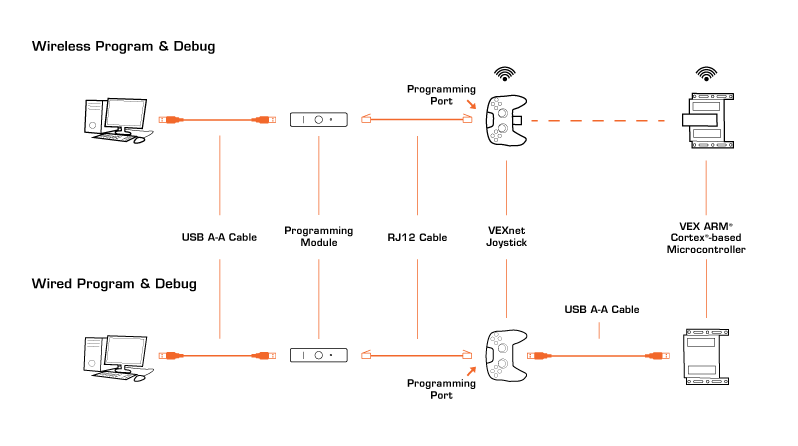 Wireless Program & Debug
Programming
Port
USB A-A Cable
Programming
Module
RJ12 Cable
VEXnet
Joystick
VEX ARM®
Cortex®-based
Microcontroller
Wired Program & Debug
USB A-A Cable
Programming
Port